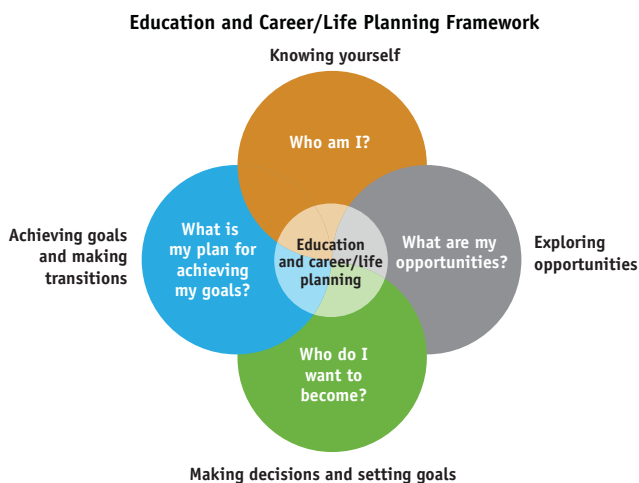 Education and Career/Life Planning Framework
Knowing yourself
Who am I?
Achieving goals
and making
transitions
What is
my plan for
achieving
my goals?
Education
and career/life
planning
What are my
opportunities?
Exploring
opportunities
Who do I
want to
become?
Making decisions and setting goals